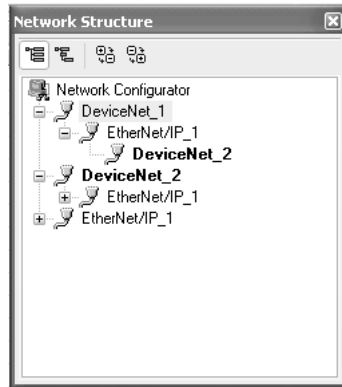 Network Structure
Network Configurator
DeviceNet_1
EtherNet/IP_1
DeviceNet_2
DeviceNet_2
EtherNet/IP_1
EtherNet/IP_1